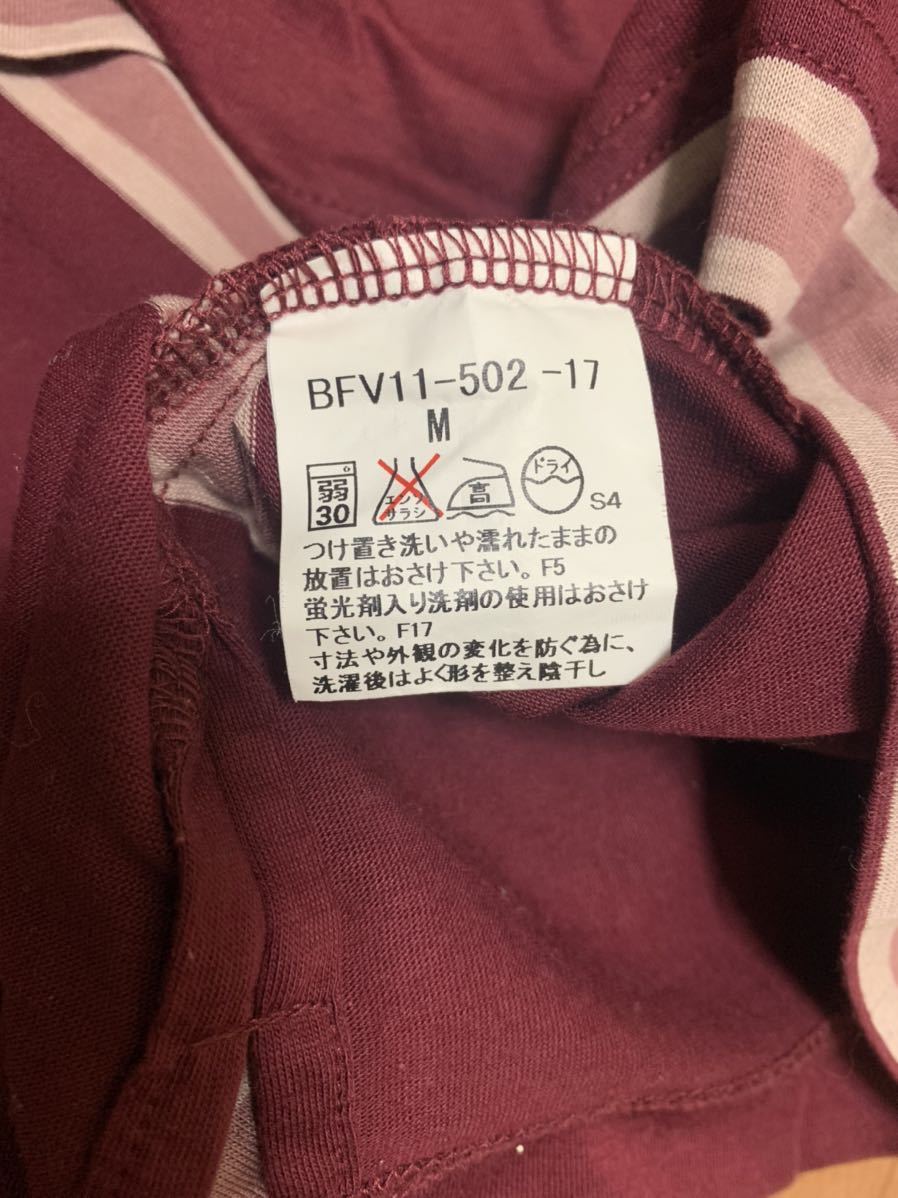 BFV11-502 -17
M
弱 30 エンソ サラシ 高 ドライ S4
つけ置き洗いや濡れたままの
放置はおさけ下さい。F5
蛍光剤入り洗剤の使用はおさけ
下さい。F17
寸法や外観の変化を防ぐ為に、
洗濯後はよく形を整え陰干し